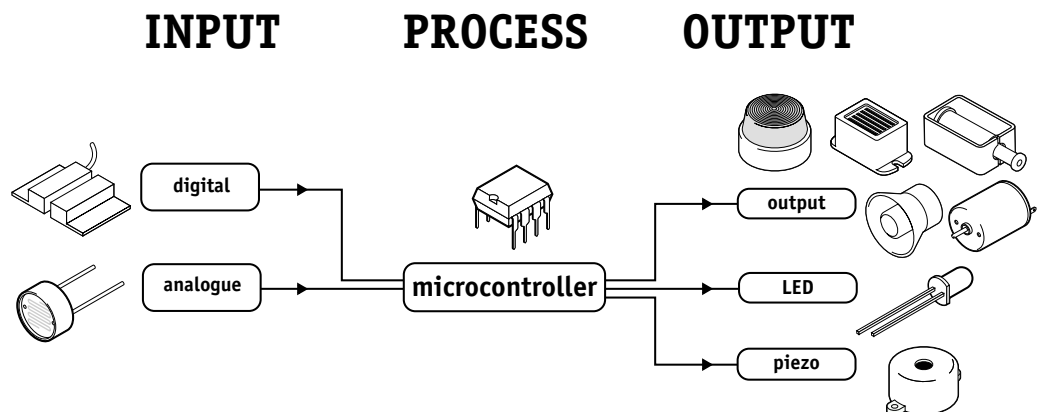 INPUT PROCESS OUTPUT
digital
analogue
microcontroller
output
LED
piezo